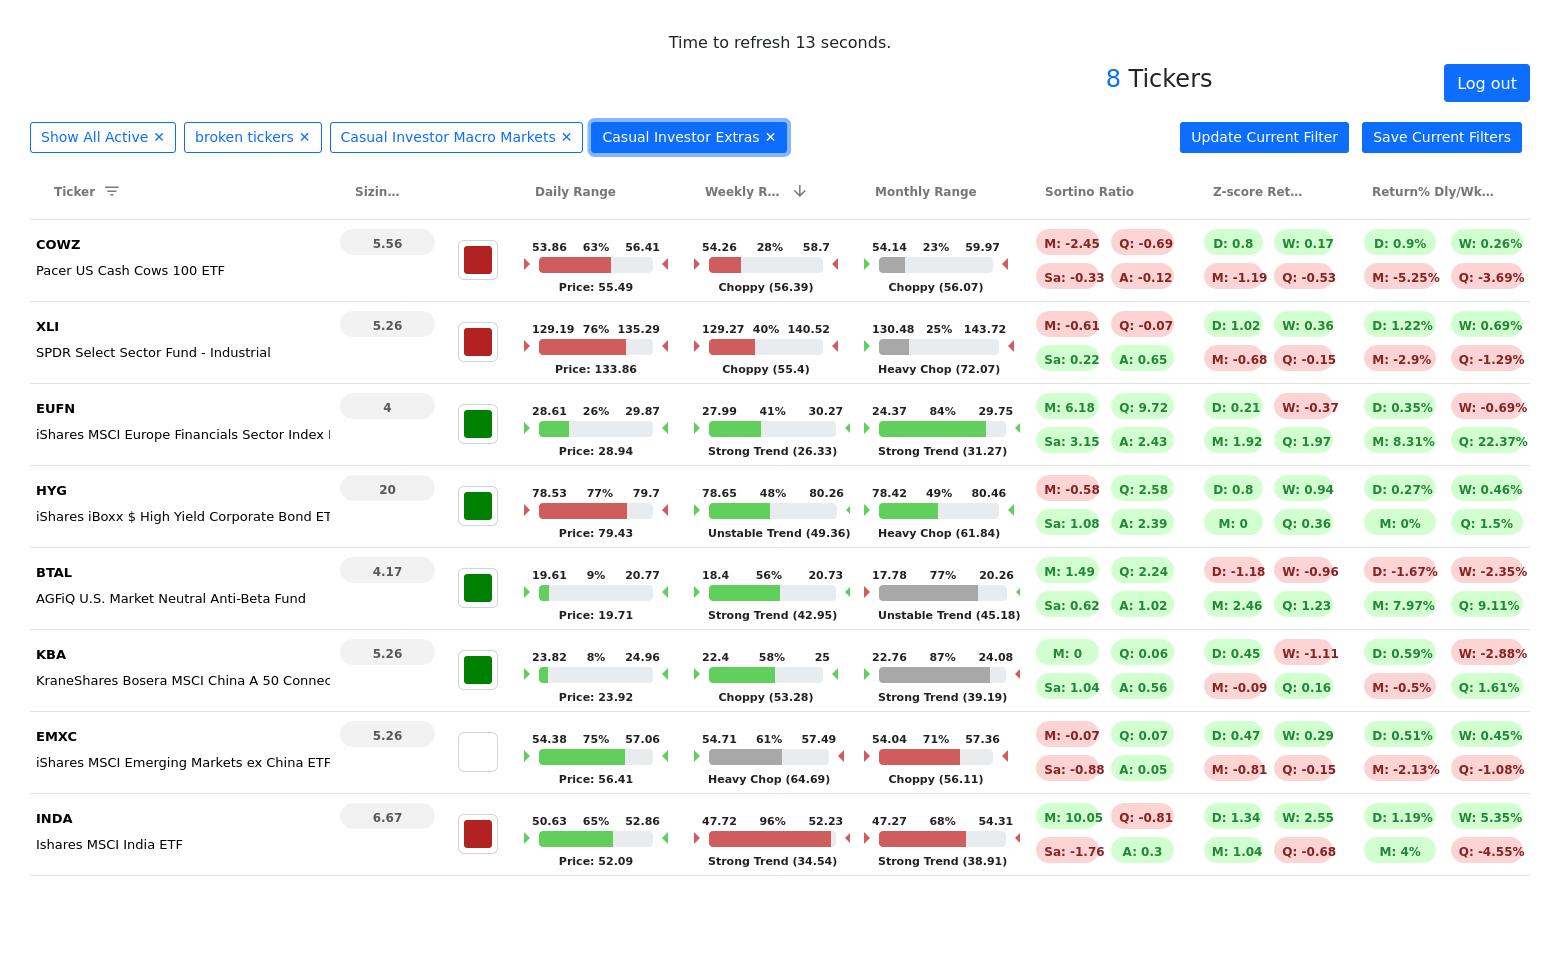 Time to refresh 13 seconds.
8 Tickers
Log out
Show All Active ✕ broken tickers ✕ Casual Investor Macro Markets ✕ Casual Investor Extras ✕ Update Current Filter Save Current Filters
Ticker Sizin... Daily Range Weekly R... Monthly Range Sortino Ratio Z-score Ret... Return% Dly/Wk...
COWZ 5.56 53.86 63% 56.41 54.26 28% 58.7 54.14 23% 59.97 M: -2.45 Q: -0.69 D: 0.8 W: 0.17 D: 0.9% W: 0.26%
Pacer US Cash Cows 100 ETF Sa: -0.33 A: -0.12 M: -1.19 Q: -0.53 M: -5.25% Q: -3.69%
Price: 55.49 Choppy (56.39) Choppy (56.07)
XLI 5.26 129.19 76% 135.29 129.27 40% 140.52 130.48 25% 143.72 M: -0.61 Q: -0.07 D: 1.02 W: 0.36 D: 1.22% W: 0.69%
SPDR Select Sector Fund - Industrial Sa: 0.22 A: 0.65 M: -0.68 Q: -0.15 M: -2.9% Q: -1.29%
Price: 133.86 Choppy (55.4) Heavy Chop (72.07)
EUFN 4 28.61 26% 29.87 27.99 41% 30.27 24.37 84% 29.75 M: 6.18 Q: 9.72 D: 0.21 W: -0.37 D: 0.35% W: -0.69%
iShares MSCI Europe Financials Sector Index Sa: 3.15 A: 2.43 M: 1.92 Q: 1.97 M: 8.31% Q: 22.37%
Price: 28.94 Strong Trend (26.33) Strong Trend (31.27)
HYG 20 78.53 77% 79.7 78.65 48% 80.26 78.42 49% 80.46 M: -0.58 Q: 2.58 D: 0.8 W: 0.94 D: 0.27% W: 0.46%
iShares iBoxx $ High Yield Corporate Bond ET Sa: 1.08 A: 2.39 M: 0 Q: 0.36 M: 0% Q: 1.5%
Price: 79.43 Unstable Trend (49.36) Heavy Chop (61.84)
BTAL 4.17 19.61 9% 20.77 18.4 56% 20.73 17.78 77% 20.26 M: 1.49 Q: 2.24 D: -1.18 W: -0.96 D: -1.67% W: -2.35%
AGFiQ U.S. Market Neutral Anti-Beta Fund Sa: 0.62 A: 1.02 M: 2.46 Q: 1.23 M: 7.97% Q: 9.11%
Price: 19.71 Strong Trend (42.95) Unstable Trend (45.18)
KBA 5.26 23.82 8% 24.96 22.4 58% 25 22.76 87% 24.08 M: 0 Q: 0.06 D: 0.45 W: -1.11 D: 0.59% W: -2.88%
KraneShares Bosera MSCI China A 50 Connec Sa: 1.04 A: 0.56 M: -0.09 Q: 0.16 M: -0.5% Q: 1.61%
Price: 23.92 Choppy (53.28) Strong Trend (39.19)
EMXC 5.26 54.38 75% 57.06 54.71 61% 57.49 54.04 71% 57.36 M: -0.07 Q: 0.07 D: 0.47 W: 0.29 D: 0.51% W: 0.45%
iShares MSCI Emerging Markets ex China ETF Sa: -0.88 A: 0.05 M: -0.81 Q: -0.15 M: -2.13% Q: -1.08%
Price: 56.41 Heavy Chop (64.69) Choppy (56.11)
INDA 6.67 50.63 65% 52.86 47.72 96% 52.23 47.27 68% 54.31 M: 10.05 Q: -0.81 D: 1.34 W: 2.55 D: 1.19% W: 5.35%
Ishares MSCI India ETF Sa: -1.76 A: 0.3 M: 1.04 Q: -0.68 M: 4% Q: -4.55%
Price: 52.09 Strong Trend (34.54) Strong Trend (38.91)